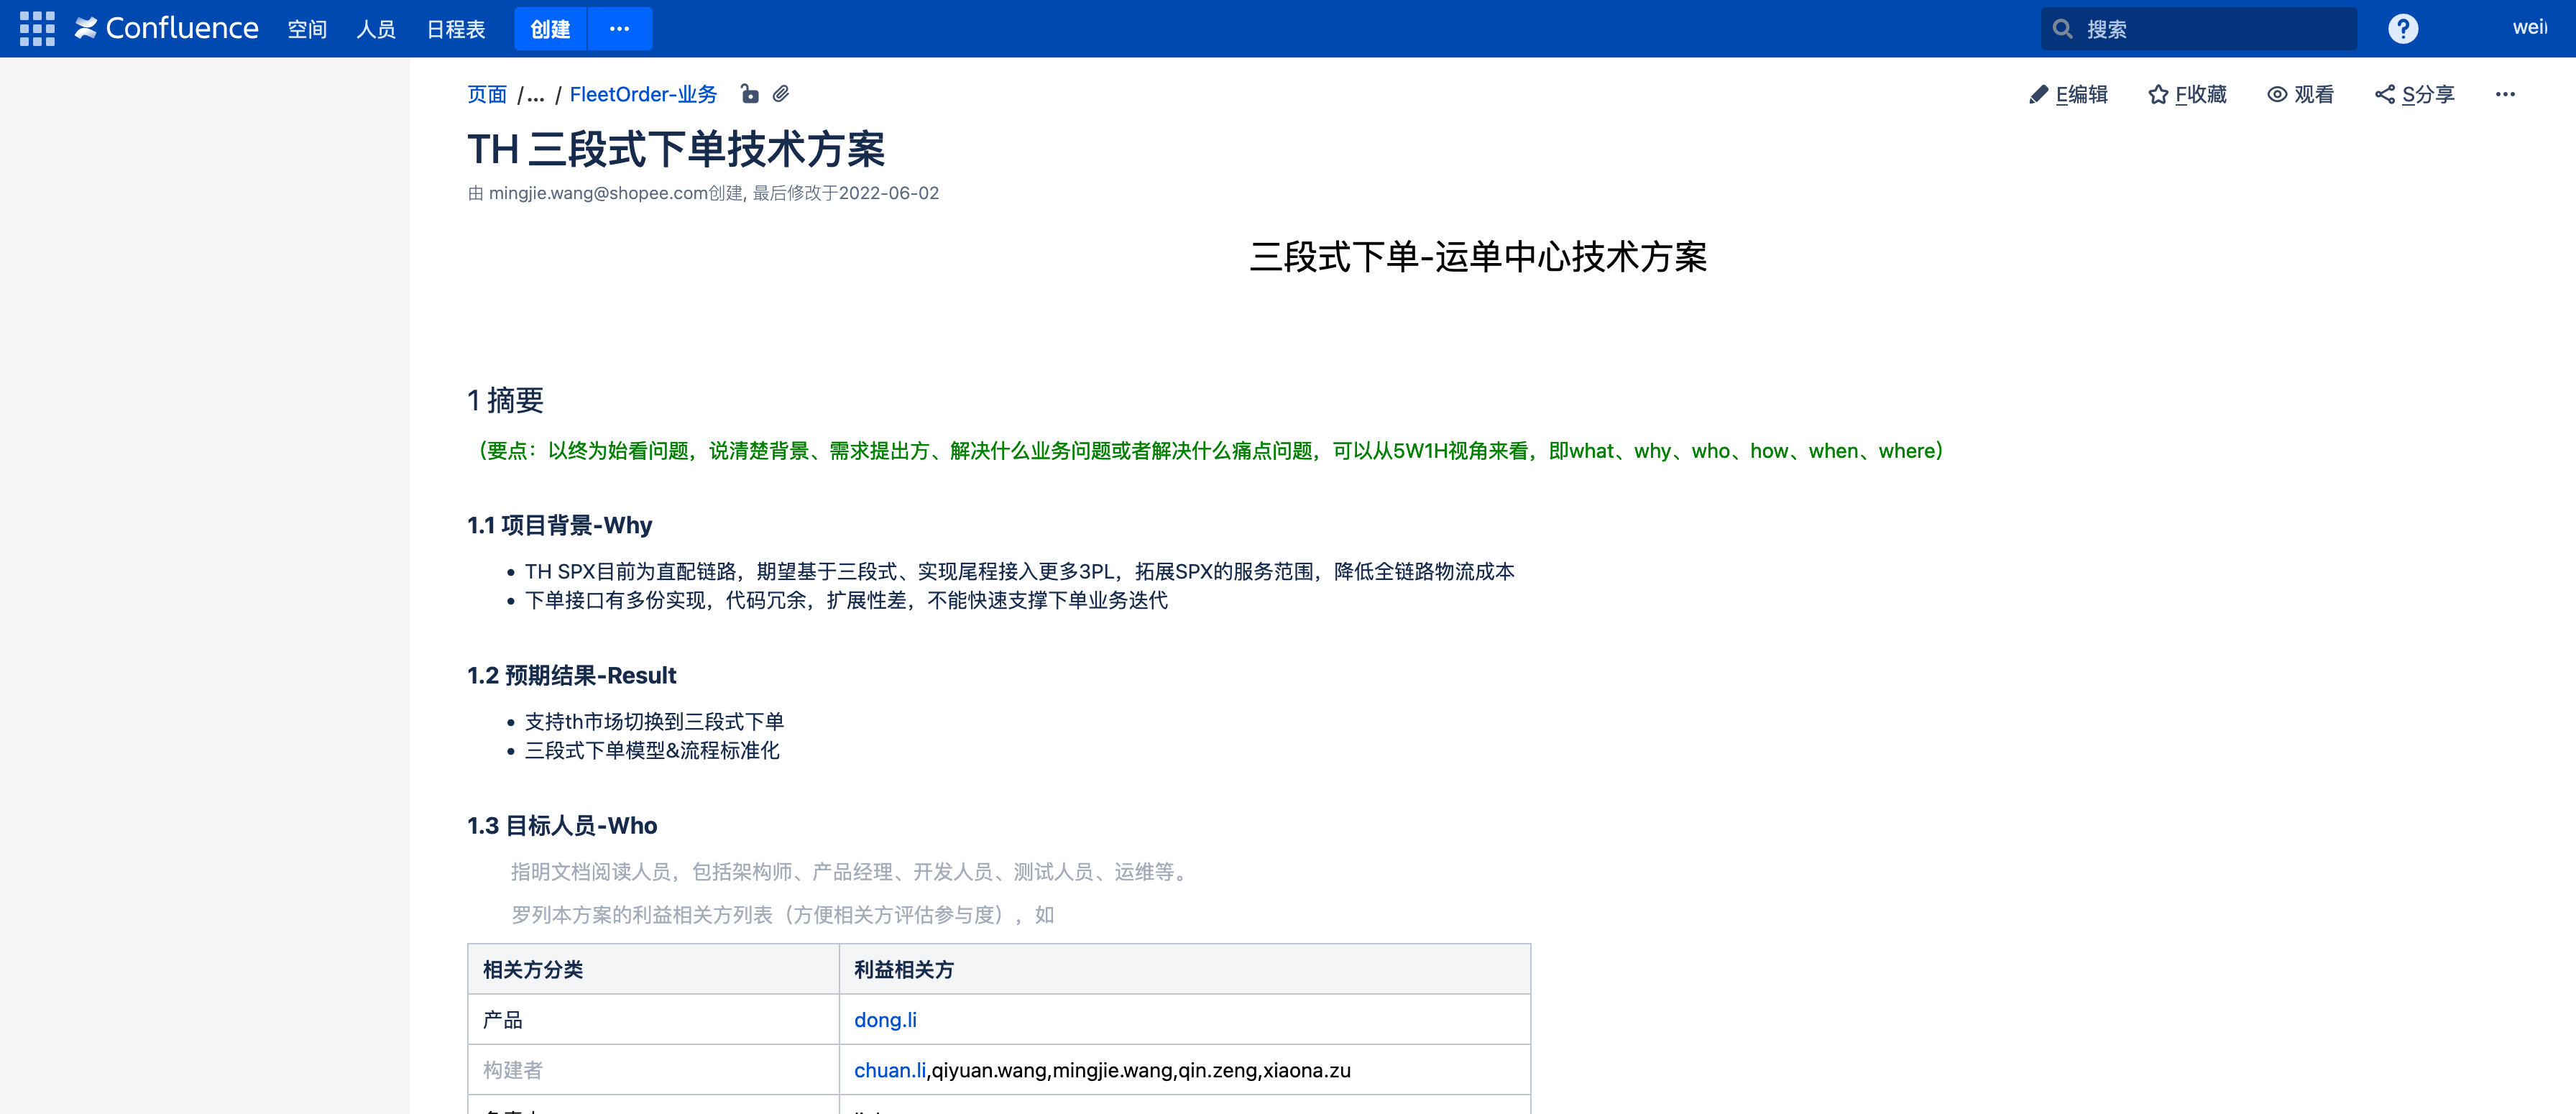 Confluence 空间 人员 日程表 创建 ··· 搜索 ? wei
页面 /... / FleetOrder-业务 E编辑 F收藏 观看 S分享 ···
TH 三段式下单技术方案
由 mingjie.wang@shopee.com创建, 最后修改于2022-06-02
三段式下单-运单中心技术方案
1 摘要
（要点：以终为始看问题，说清楚背景、需求提出方、解决什么业务问题或者解决什么痛点问题，可以从5W1H视角来看，即what、why、who、how、when、where）
1.1 项目背景-Why
• TH SPX目前为直配链路，期望基于三段式、实现尾程接入更多3PL，拓展SPX的服务范围，降低全链路物流成本
• 下单接口有多份实现，代码冗余，扩展性差，不能快速支撑下单业务迭代
1.2 预期结果-Result
• 支持th市场切换到三段式下单
• 三段式下单模型&流程标准化
1.3 目标人员-Who
指明文档阅读人员，包括架构师、产品经理、开发人员、测试人员、运维等。
罗列本方案的利益相关方列表（方便相关方评估参与度），如
相关方分类 利益相关方
产品 dong.li
构建者 chuan.li,qiyuan.wang,mingjie.wang,qin.zeng,xiaona.zu